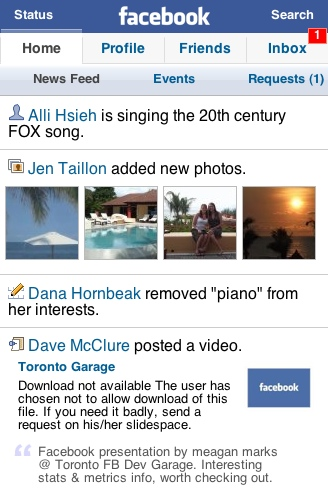 Status facebook Search
Home Profile Friends Inbox 1
News Feed Events Requests (1)
Alli Hsieh is singing the 20th century
FOX song.
Jen Taillon added new photos.
Dana Hornbeak removed "piano" from
her interests.
Dave McClure posted a video.
Toronto Garage
Download not available The user has
chosen not to allow download of this
file. If you need it badly, send a
request on his/her slidespace.
facebook
“ Facebook presentation by meagan marks
@ Toronto FB Dev Garage. Interesting
stats & metrics info, worth checking out.